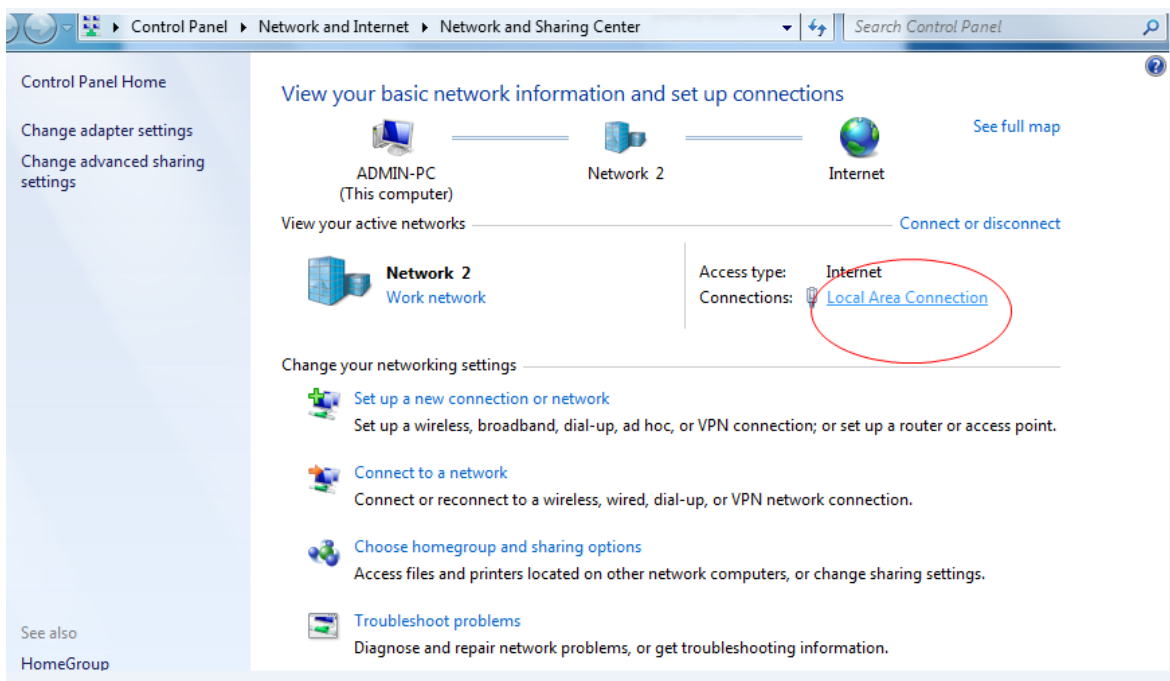 Control Panel Network and Internet Network and Sharing Center Search Control Panel
Control Panel Home
Change adapter settings
Change advanced sharing
settings
View your basic network information and set up connections
See full map
ADMIN-PC Network 2 Internet
(This computer)
View your active networks Connect or disconnect
Network 2
Work network
Access type: Internet
Connections: Local Area Connection
Change your networking settings
Set up a new connection or network
Set up a wireless, broadband, dial-up, ad hoc, or VPN connection; or set up a router or access point.
Connect to a network
Connect or reconnect to a wireless, wired, dial-up, or VPN network connection.
Choose homegroup and sharing options
Access files and printers located on other network computers, or change sharing settings.
Troubleshoot problems
Diagnose and repair network problems, or get troubleshooting information.
See also
HomeGroup